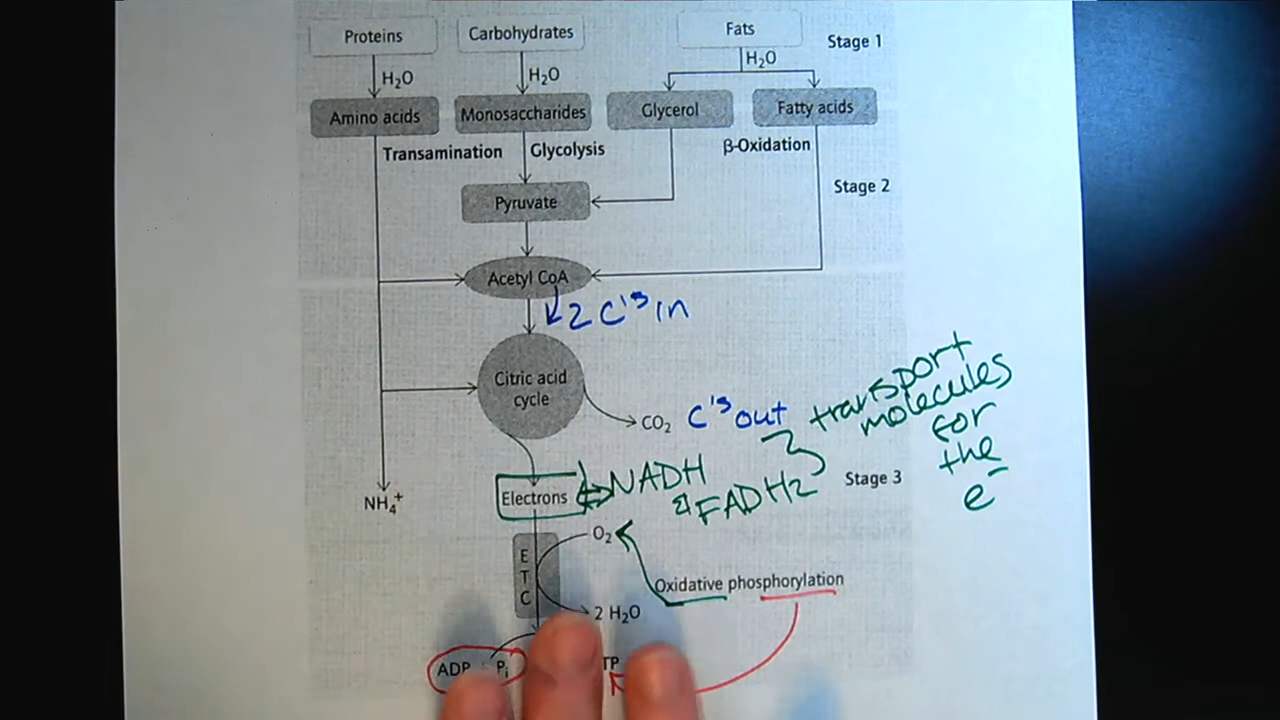 Proteins
Carbohydrates
Fats
Stage 1
H₂O
H₂O
H₂O
Amino acids
Monosaccharides
Glycerol
Fatty acids
Transamination
Glycolysis
β-Oxidation
Stage 2
Pyruvate
Acetyl CoA
2 C's in
Citric acid
cycle
CO₂
C's out
transport
molecules
for
the
e⁻
NH₄⁺
Electrons
NADH
& FADH2
Stage 3
E
T
C
O₂
Oxidative phosphorylation
2 H₂O
ADP
Pᵢ
TP